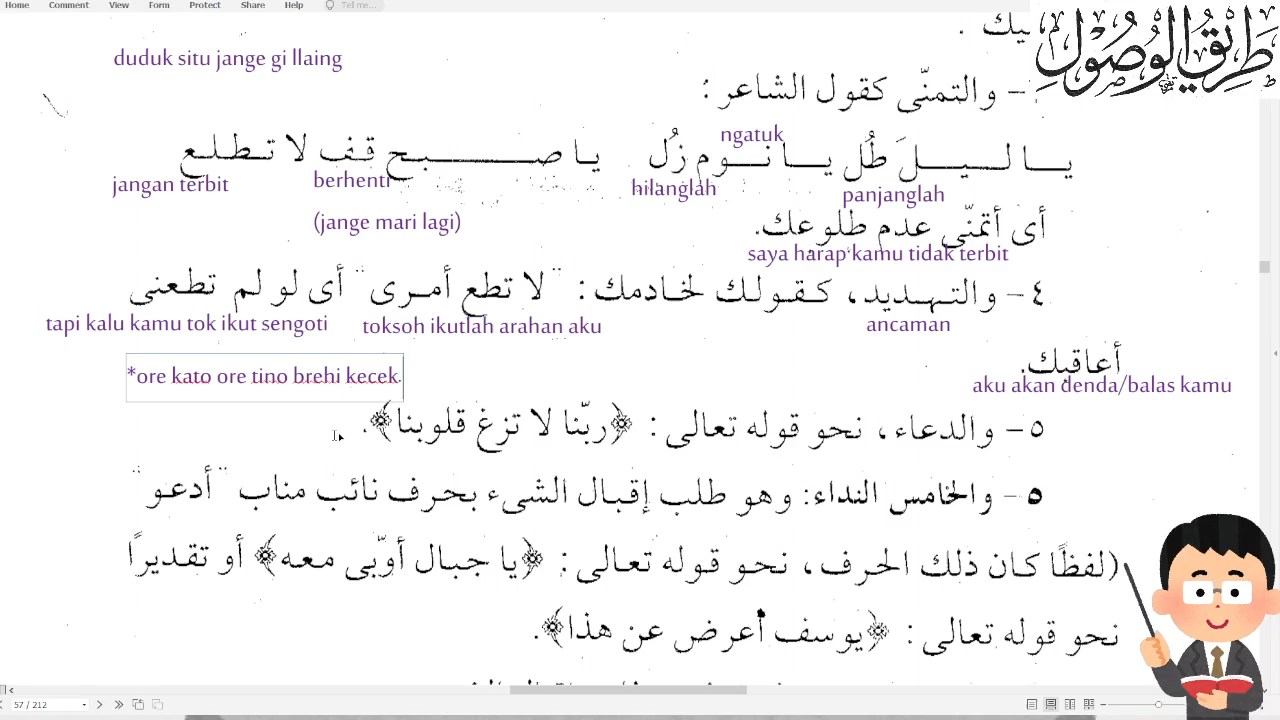 Home Comment View Form Protect Share Help Tell me...
طريق الوصول
duduk situ jange gi llaing
- والتمنّى كقول الشاعر :
ngatuk
يا ليلَ طُل يا نوم زُل يا صبح قف لا تطلع
panjanglah hilanglah berhenti jangan terbit
(jange mari lagi)
أى أتمنّى عدم طلوعك.
saya harap kamu tidak terbit
٤- والتهديد، كقولك لخادمك : "لا تطع أمرى" أى لو لم تطعنى
ancaman toksoh ikutlah arahan aku tapi kalu kamu tok ikut sengoti
أعاقبك.
aku akan denda/balas kamu
*ore kato ore tino brehi kecek.
٥- والدعاء، نحو قوله تعالى : ﴿ربّنا لا تزغ قلوبنا﴾.
٥- والخامس النداء: وهو طلب إقبال الشىء بحرف نائب مناب "أدعو"
(لفظًا كان ذلك الحرف، نحو قوله تعالى : ﴿يا جبال أوّبى معه﴾ أو تقديرًا
نحو قوله تعالى : ﴿يوسف أعرض عن هذا﴾.
57 / 212